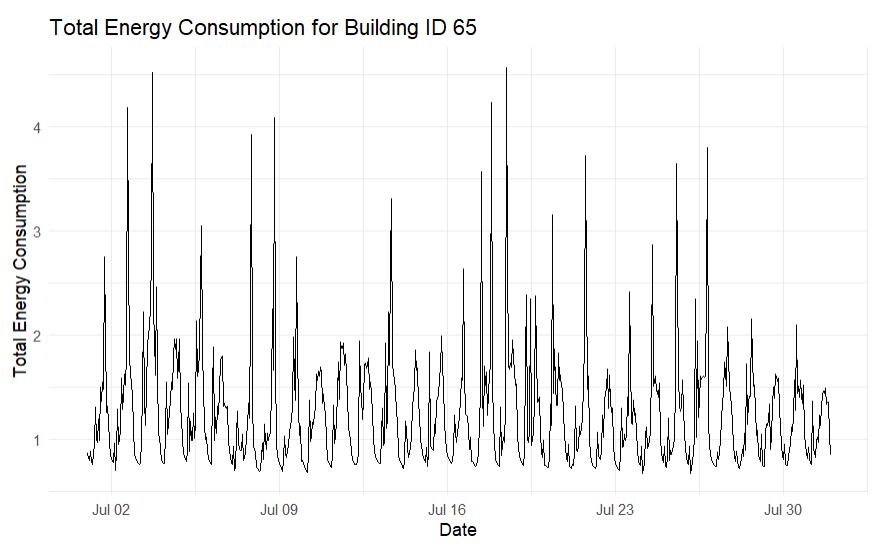 Total Energy Consumption for Building ID 65
Total Energy Consumption
4
3
2
1
Jul 02
Jul 09
Jul 16
Jul 23
Jul 30
Date